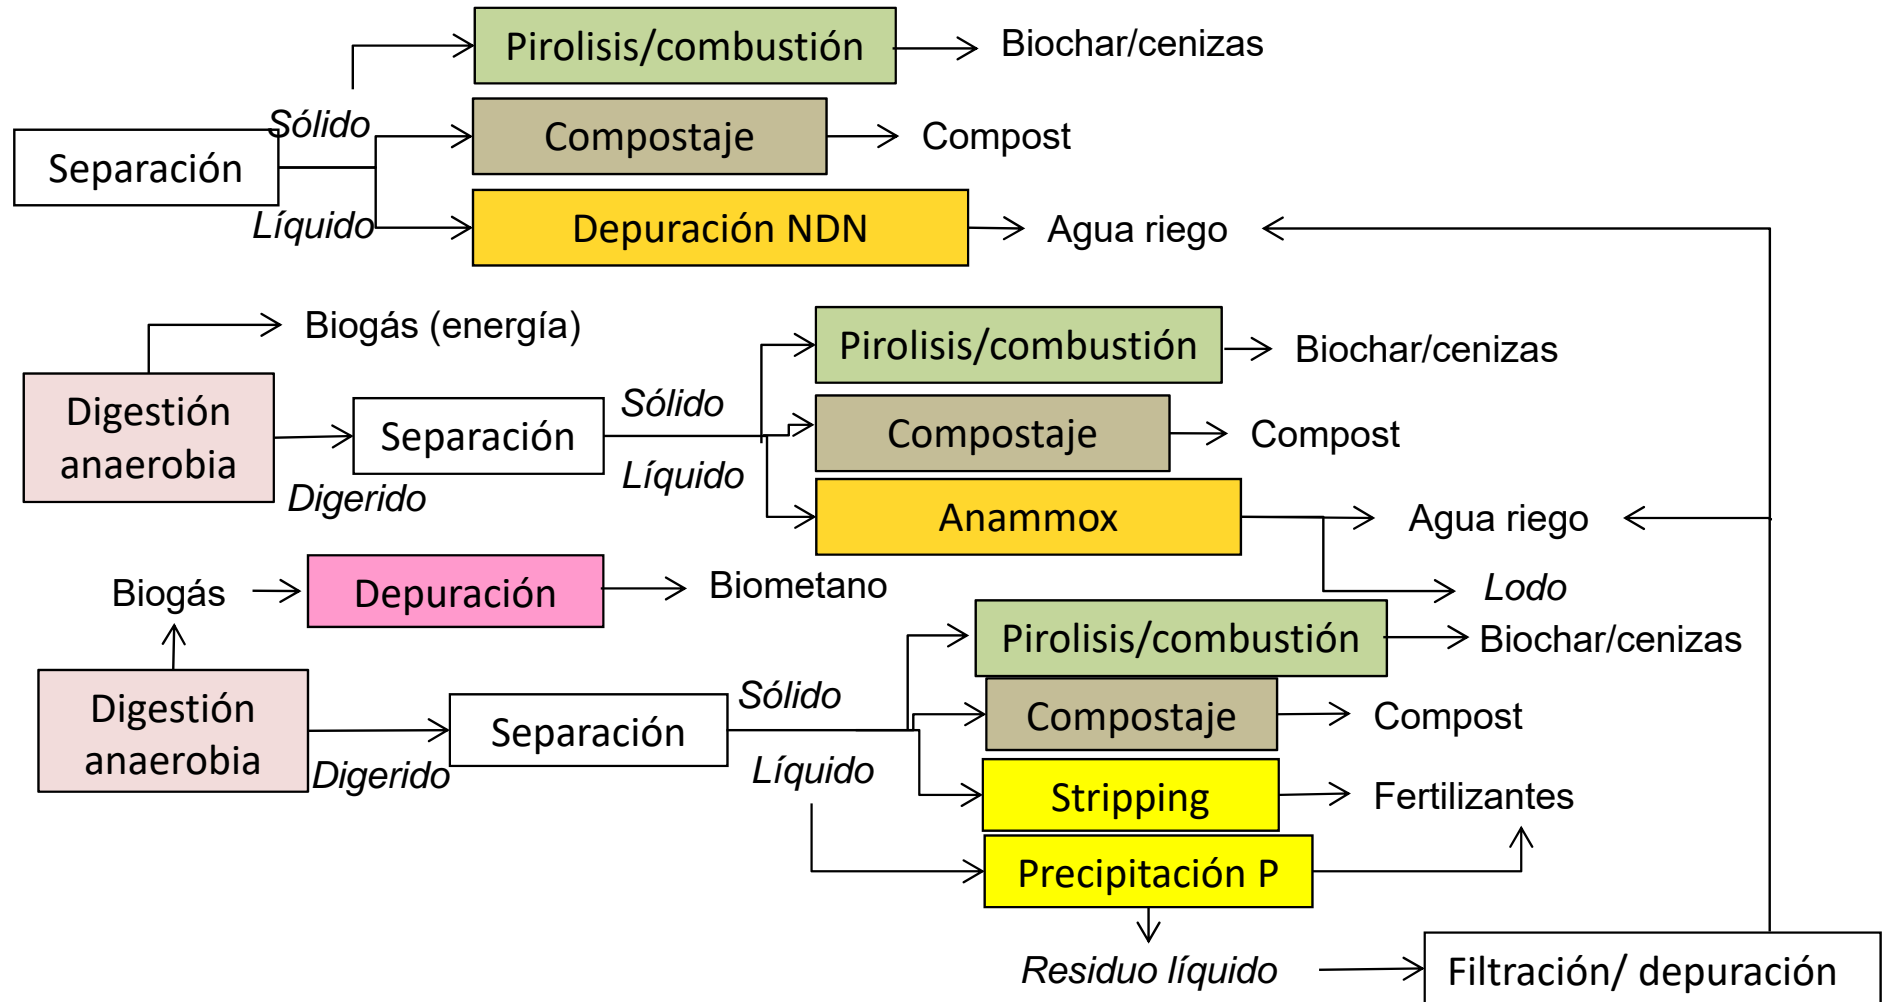 Pirolisis/combustión
Biochar/cenizas
Sólido
Compostaje
Compost
Separación
Líquido
Depuración NDN
Agua riego
Biogás (energía)
Pirolisis/combustión
Biochar/cenizas
Digestión
anaerobia
Sólido
Separación
Compostaje
Compost
Líquido
Digerido
Anammox
Agua riego
Biogás
Depuración
Biometano
Lodo
Pirolisis/combustión
Biochar/cenizas
Digestión
anaerobia
Sólido
Compostaje
Compost
Separación
Digerido
Líquido
Stripping
Fertilizantes
Precipitación P
Residuo líquido
Filtración/ depuración